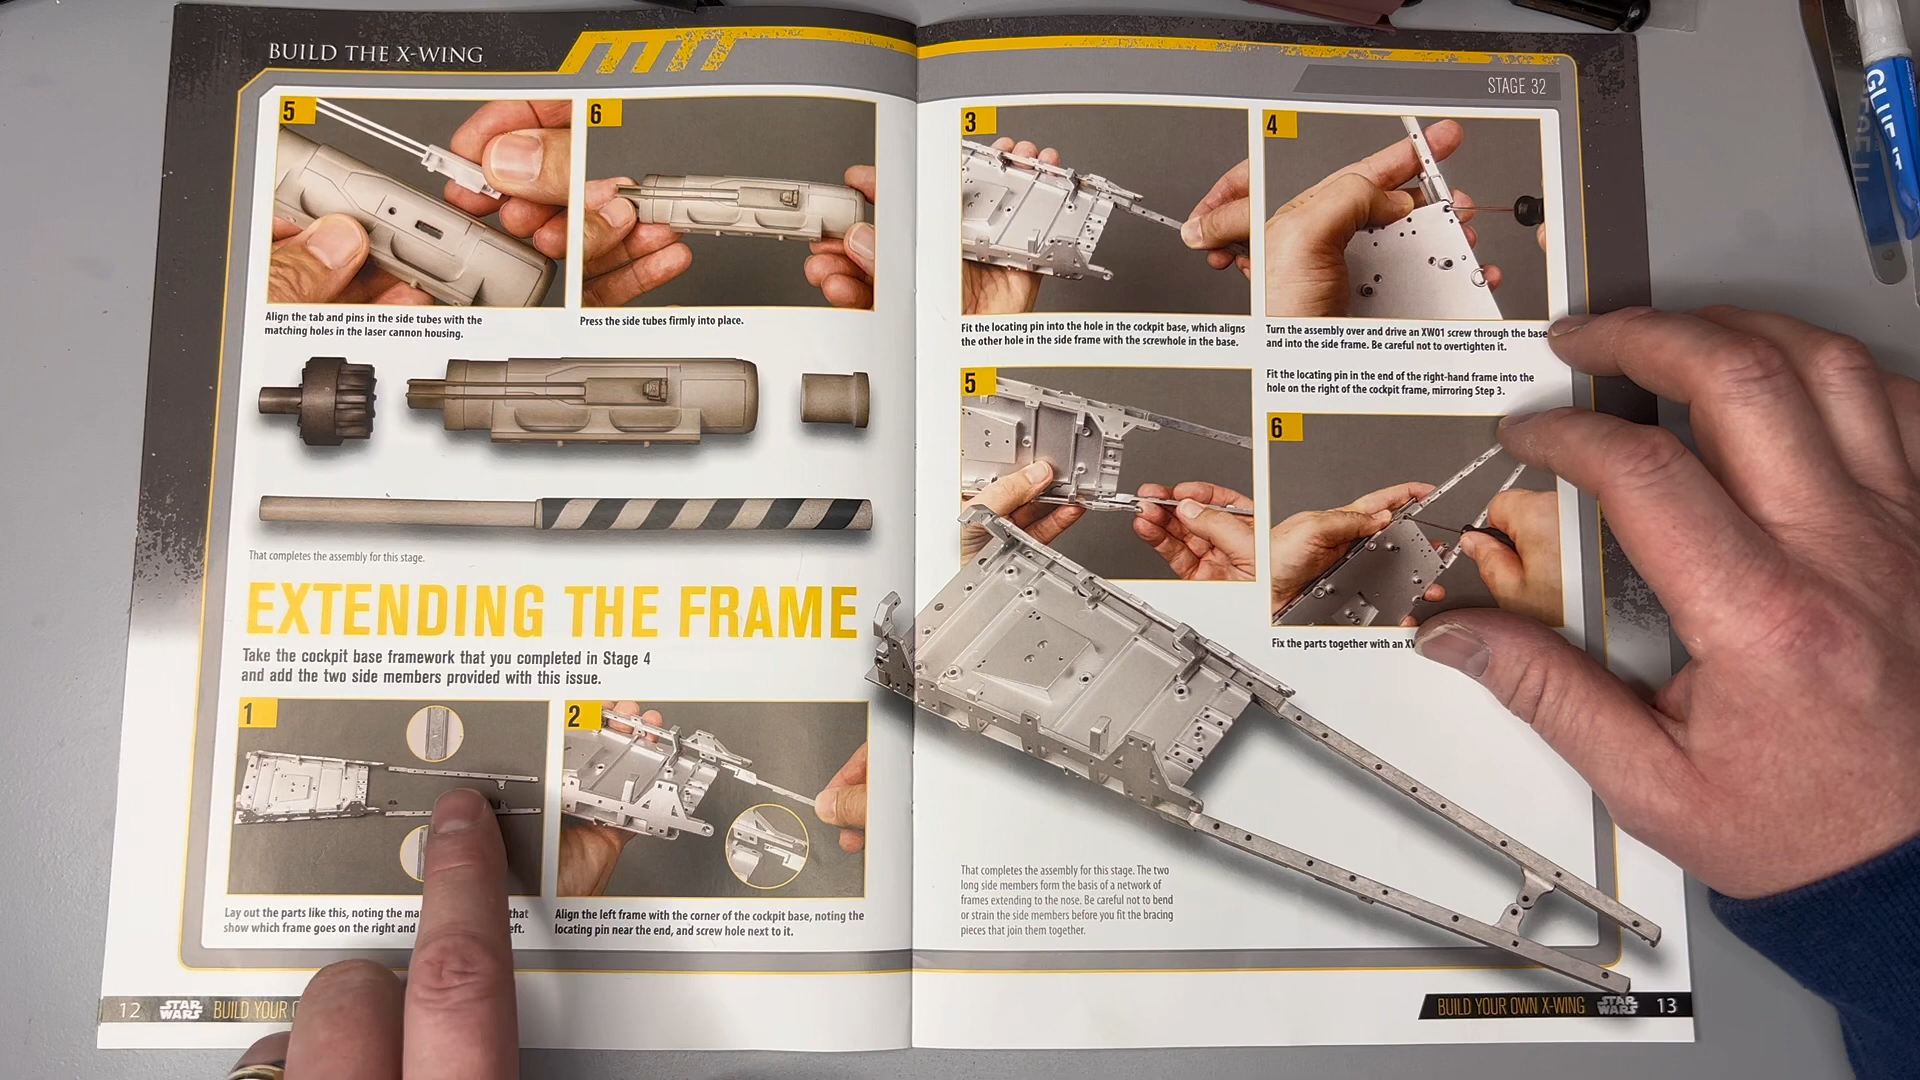 BUILD THE X-WING
5
6
Align the tab and pins in the side tubes with the
matching holes in the laser cannon housing.
Press the side tubes firmly into place.
That completes the assembly for this stage.
EXTENDING THE FRAME
Take the cockpit base framework that you completed in Stage 4
and add the two side members provided with this issue.
1
2
Lay out the parts like this, noting the that
show which frame goes on the right and
Align the left frame with the corner of the cockpit base, noting the
locating pin near the end, and screw hole next to it.
12 STAR WARS BUILD YOUR
STAGE 32
3
4
Fit the locating pin into the hole in the cockpit base, which aligns
the other hole in the side frame with the screwhole in the base.
Turn the assembly over and drive an XW01 screw through the base
and into the side frame. Be careful not to overtighten it.
Fit the locating pin in the end of the right-hand frame into the
hole on the right of the cockpit frame, mirroring Step 3.
5
6
Fix the parts together with an
That completes the assembly for this stage. The two
long side members form the basis of a network of
frames extending to the nose. Be careful not to bend
or strain the side members before you fit the bracing
pieces that join them together.
BUILD YOUR OWN X-WING STAR WARS 13